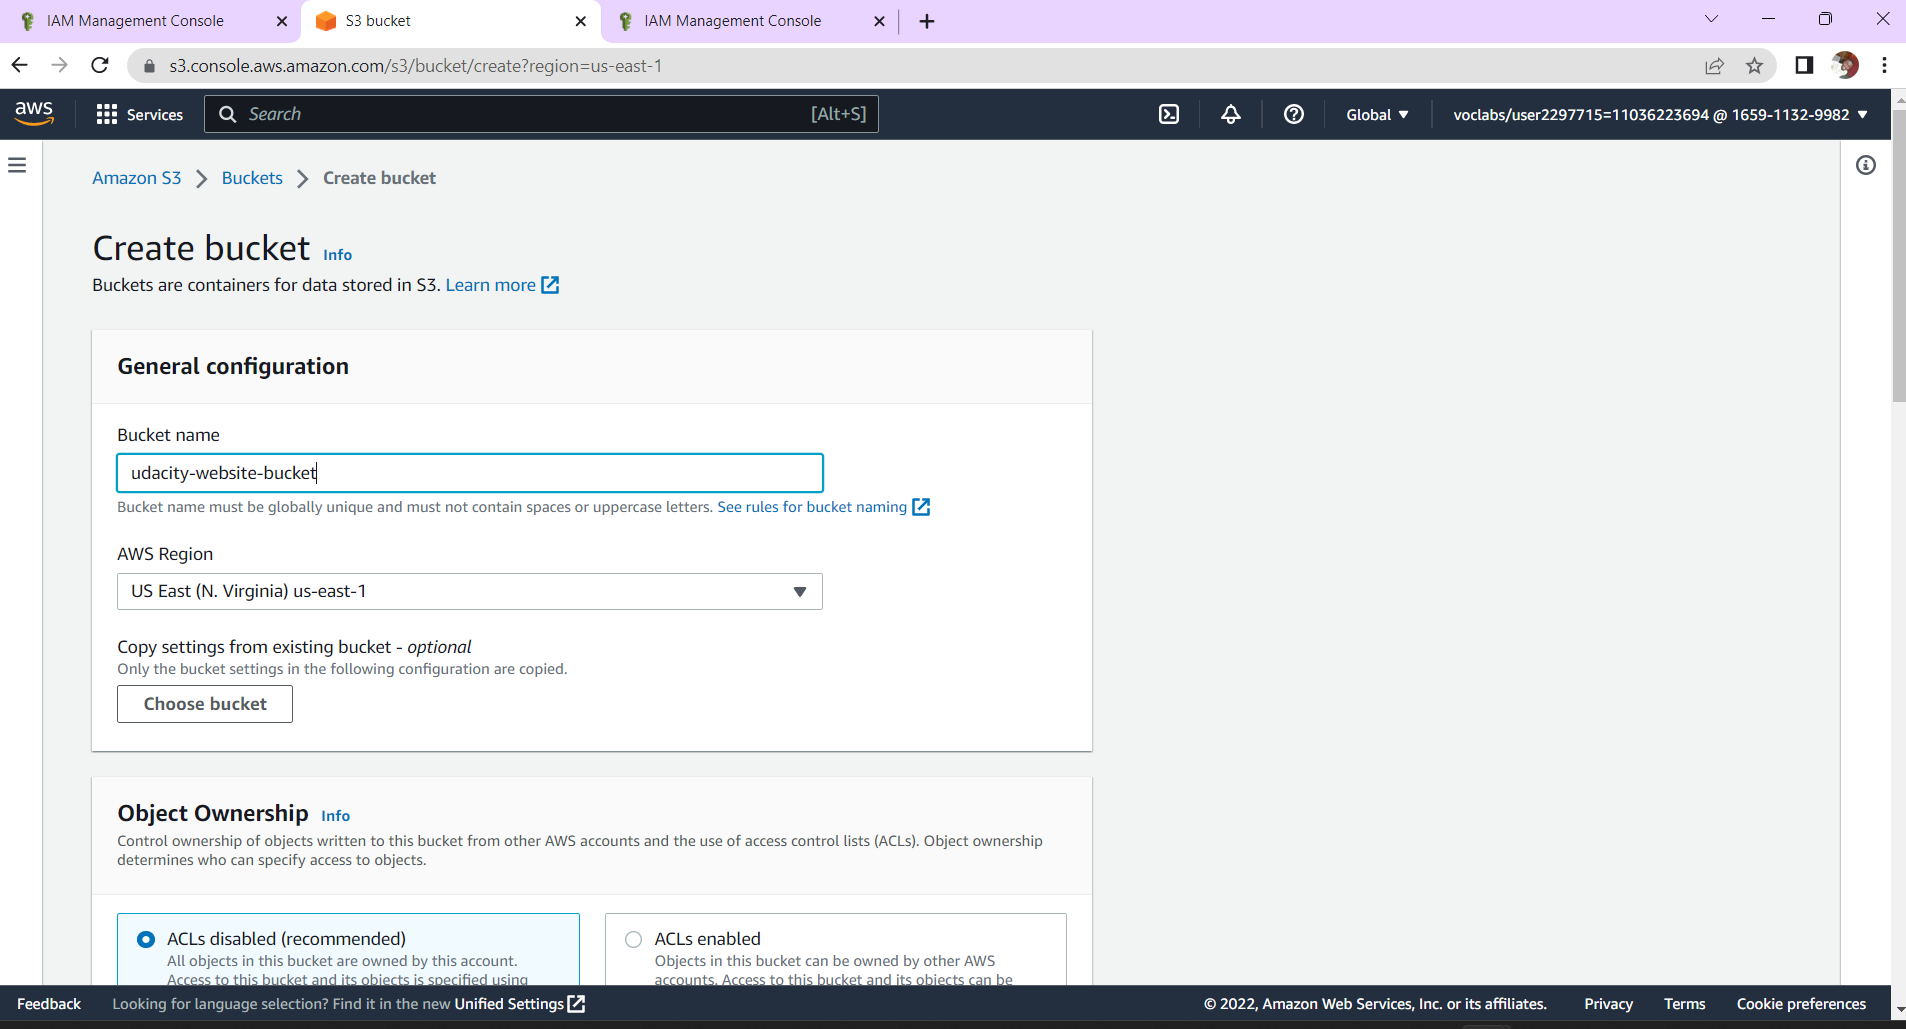 IAM Management Console
S3 bucket
IAM Management Console
s3.console.aws.amazon.com/s3/bucket/create?region=us-east-1
aws
Services
Search
[Alt+S]
Global
voclabs/user2297715=11036223694 @ 1659-1132-9982
Amazon S3
Buckets
Create bucket
Create bucket
Info
Buckets are containers for data stored in S3. Learn more
General configuration
Bucket name
udacity-website-bucket
Bucket name must be globally unique and must not contain spaces or uppercase letters. See rules for bucket naming
AWS Region
US East (N. Virginia) us-east-1
Copy settings from existing bucket - optional
Only the bucket settings in the following configuration are copied.
Choose bucket
Object Ownership
Info
Control ownership of objects written to this bucket from other AWS accounts and the use of access control lists (ACLs). Object ownership
determines who can specify access to objects.
ACLs disabled (recommended)
All objects in this bucket are owned by this account.
Access to this bucket and its objects is specified using
ACLs enabled
Objects in this bucket can be owned by other AWS
accounts. Access to this bucket and its objects can be
Feedback
Looking for language selection? Find it in the new Unified Settings
© 2022, Amazon Web Services, Inc. or its affiliates.
Privacy
Terms
Cookie preferences